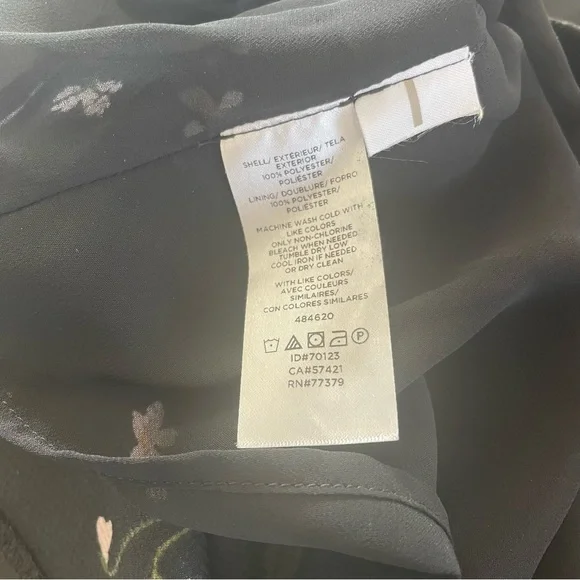 SHELL/ EXTERIEUR/ TELA
EXTERIOR
100% POLYESTER/
POLIÉSTER
LINING/ DOUBLURE/ FORRO
100% POLYESTER/
POLIÉSTER
MACHINE WASH COLD WITH
LIKE COLORS
ONLY NON-CHLORINE
BLEACH WHEN NEEDED
TUMBLE DRY LOW
COOL IRON IF NEEDED
OR DRY CLEAN
WITH LIKE COLORS/
AVEC COULEURS
SIMILAIRES/
CON COLORES SIMILARES
484620
P
ID#70123
CA#57421
RN#77379